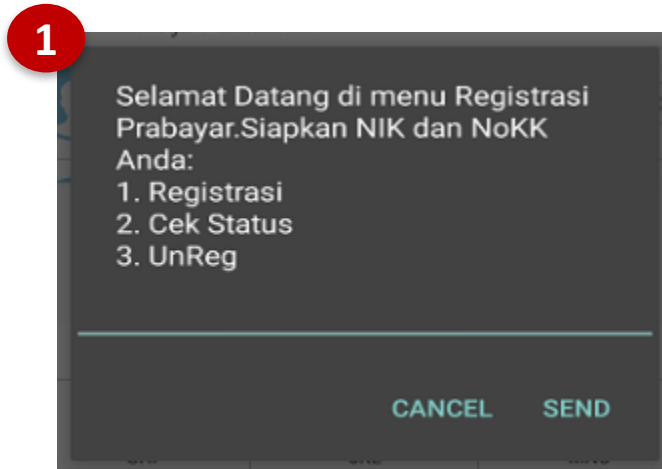 1
Selamat Datang di menu Registrasi
Prabayar.Siapkan NIK dan NoKK
Anda:
1. Registrasi
2. Cek Status
3. UnReg
CANCEL SEND